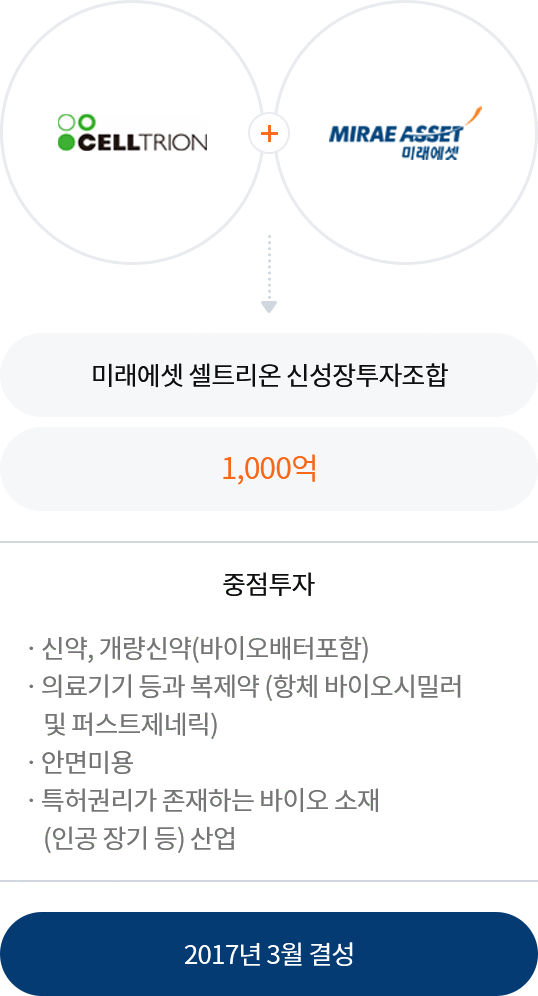 CELLTRION
+
MIRAE ASSET
미래에셋
미래에셋 셀트리온 신성장투자조합
1,000억
중점투자
· 신약, 개량신약(바이오배터포함)
· 의료기기 등과 복제약 (항체 바이오시밀러
및 퍼스트제네릭)
· 안면미용
· 특허권리가 존재하는 바이오 소재
(인공 장기 등) 산업
2017년 3월 결성